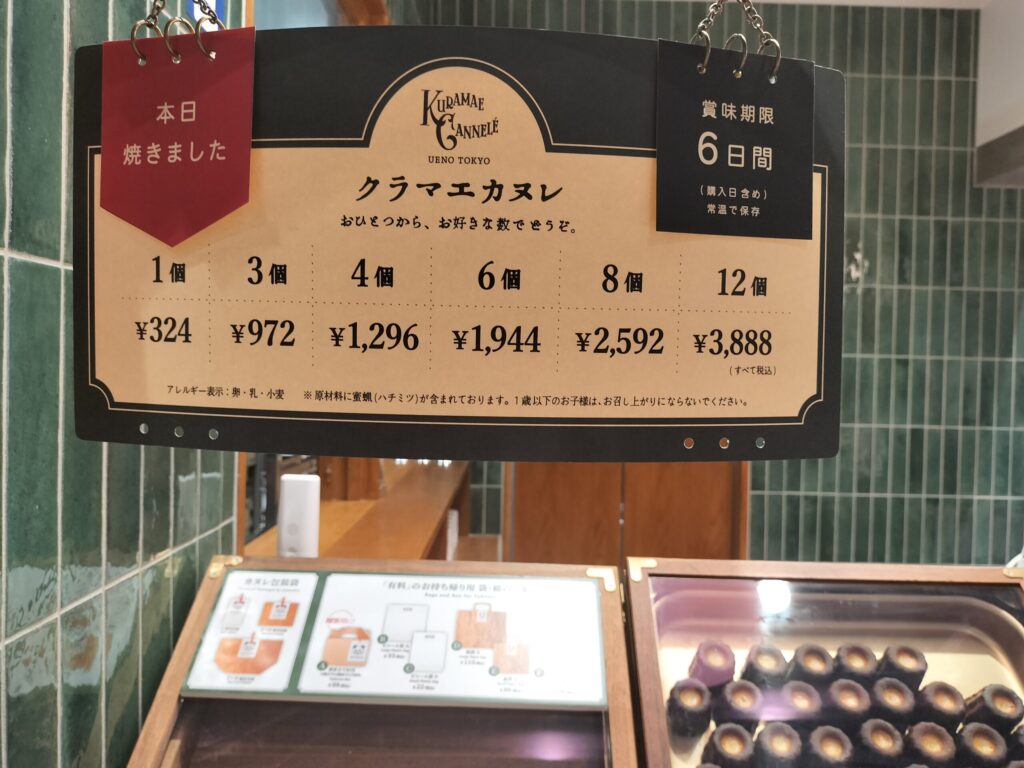 本日
焼きました
KURAMAE
CANNELÉ
UENO TOKYO
賞味期限
6日間
(購入日含め)
常温で保存
クラマエカヌレ
おひとつから、お好きな数でどうぞ。
1個 3個 4個 6個 8個 12個
¥324 ¥972 ¥1,296 ¥1,944 ¥2,592 ¥3,888
(すべて税込)
アレルギー表示:卵・乳・小麦 ※原材料に蜜蝋(ハチミツ)が含まれております。1歳以下のお子様は、お召し上がりにならないでください。
カヌレ包装袋
「有料」のお持ち帰り用 袋・